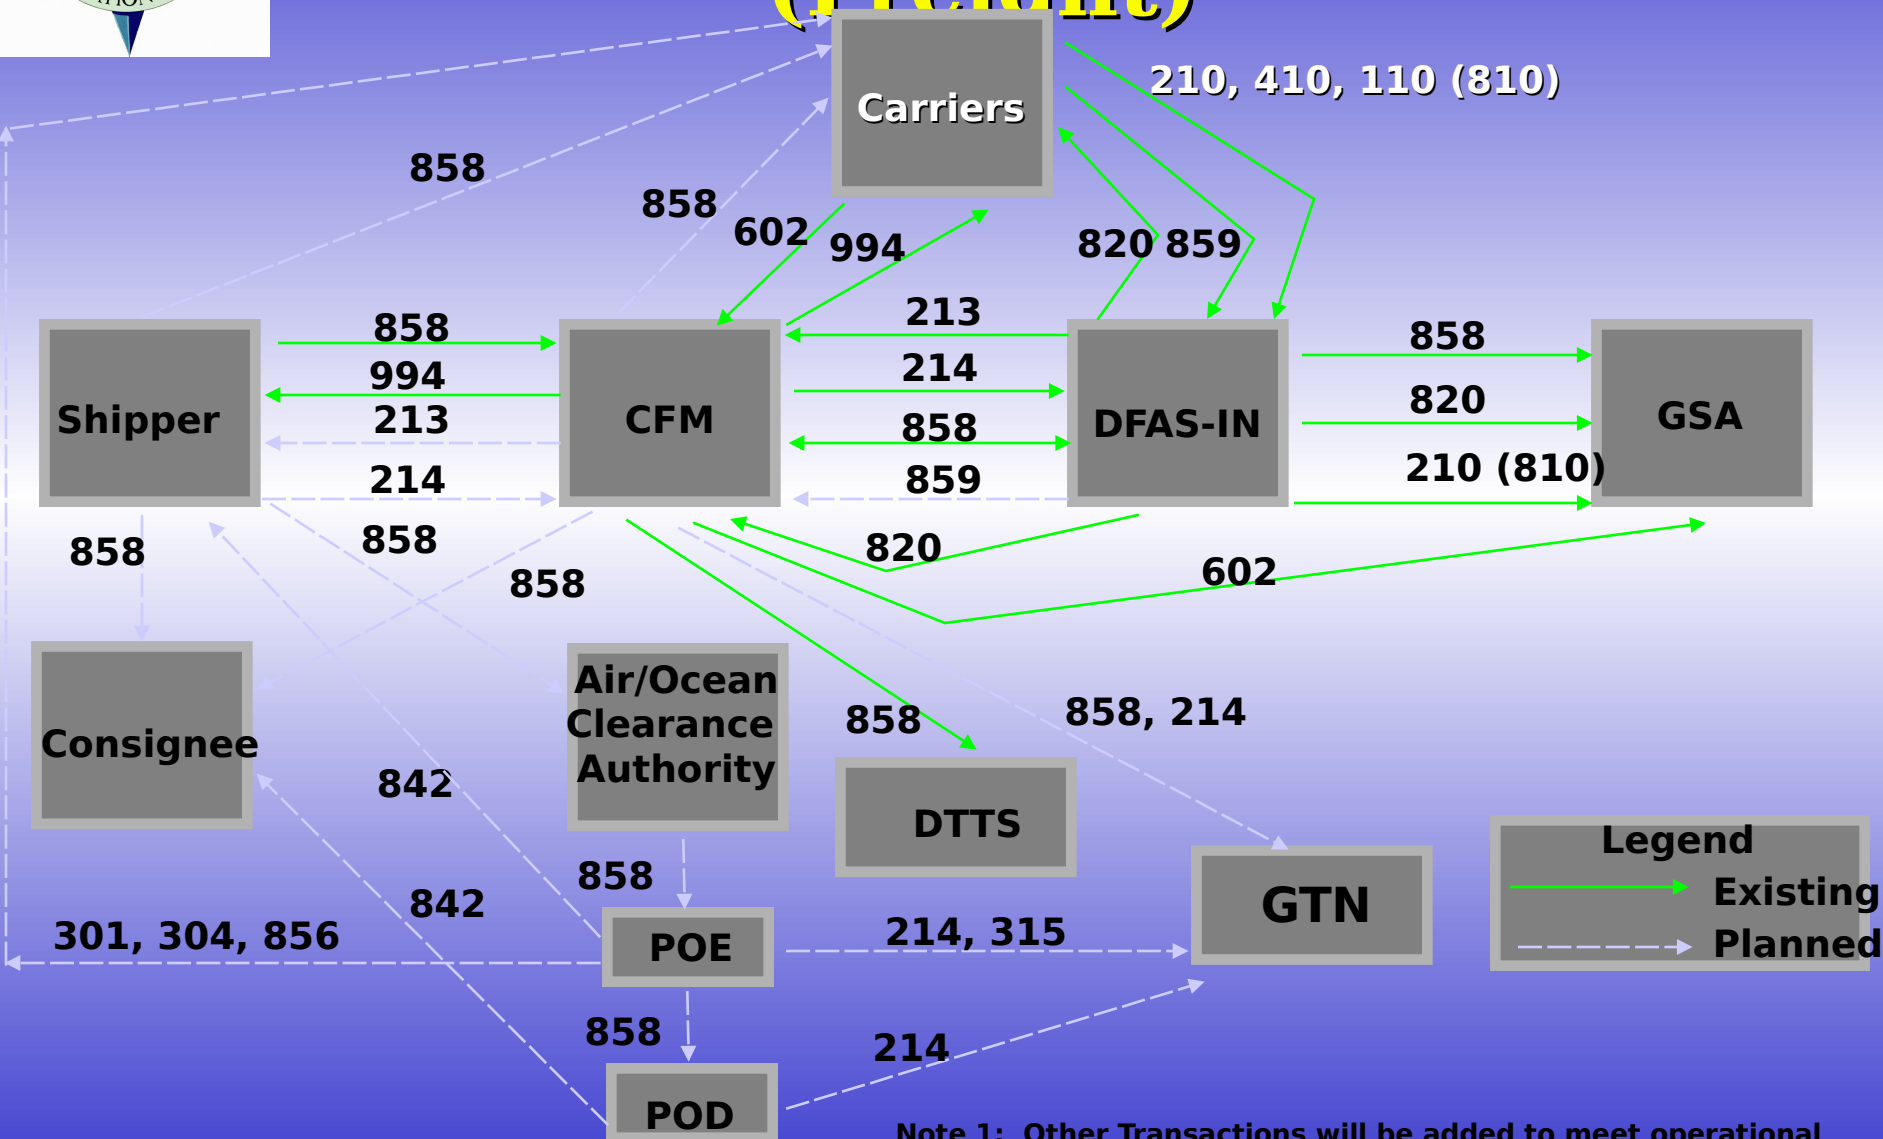 ATION
(Freight)
210, 410, 110 (810)
Carriers
858
858
602
994
820
859
213
858
858
994
214
820
Shipper
213
CFM
858
DFAS-IN
GSA
214
859
210 (810)
858
858
858
820
602
Consignee
Air/Ocean
Clearance
Authority
858
858, 214
842
DTTS
Legend
858
GTN
Existing
842
301, 304, 856
POE
214, 315
Planned
858
214
POD
Note 1: Other Transactions will be added to meet operational